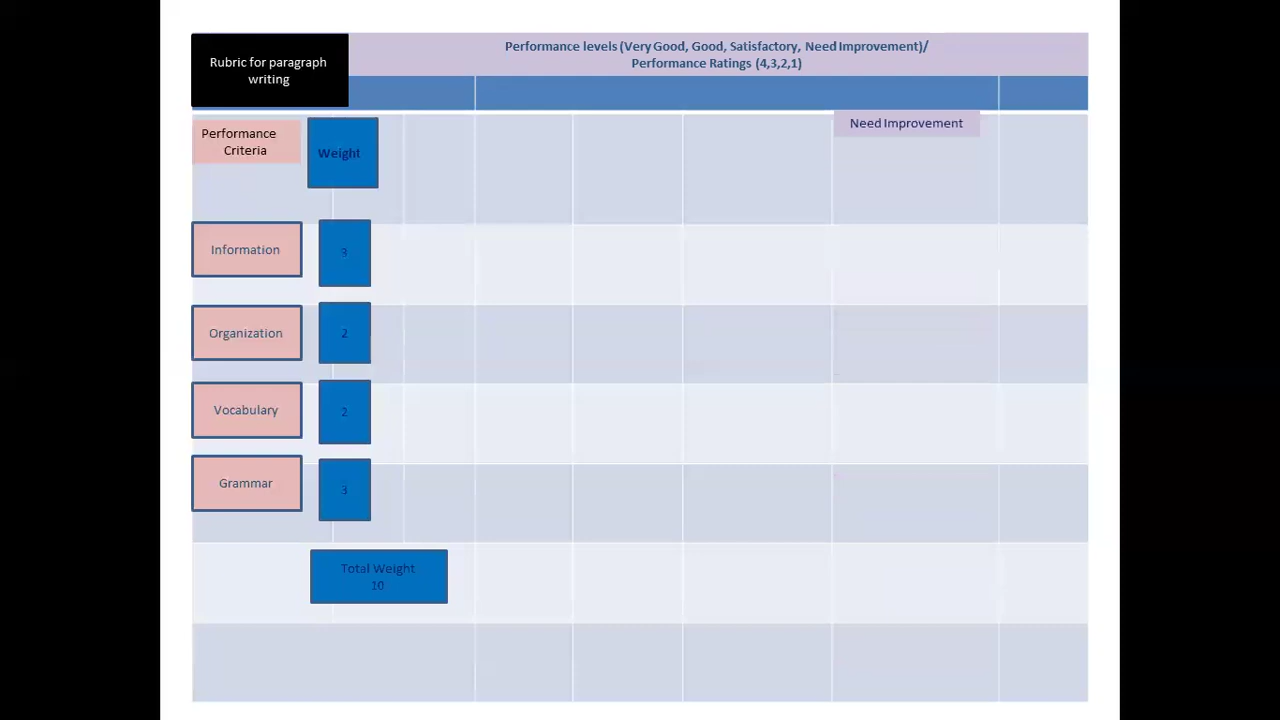 Rubric for paragraph
writing
Performance levels (Very Good, Good, Satisfactory, Need Improvement)/
Performance Ratings (4,3,2,1)
Performance
Criteria
Weight
Need Improvement
Information
3
Organization
2
Vocabulary
2
Grammar
3
Total Weight
10